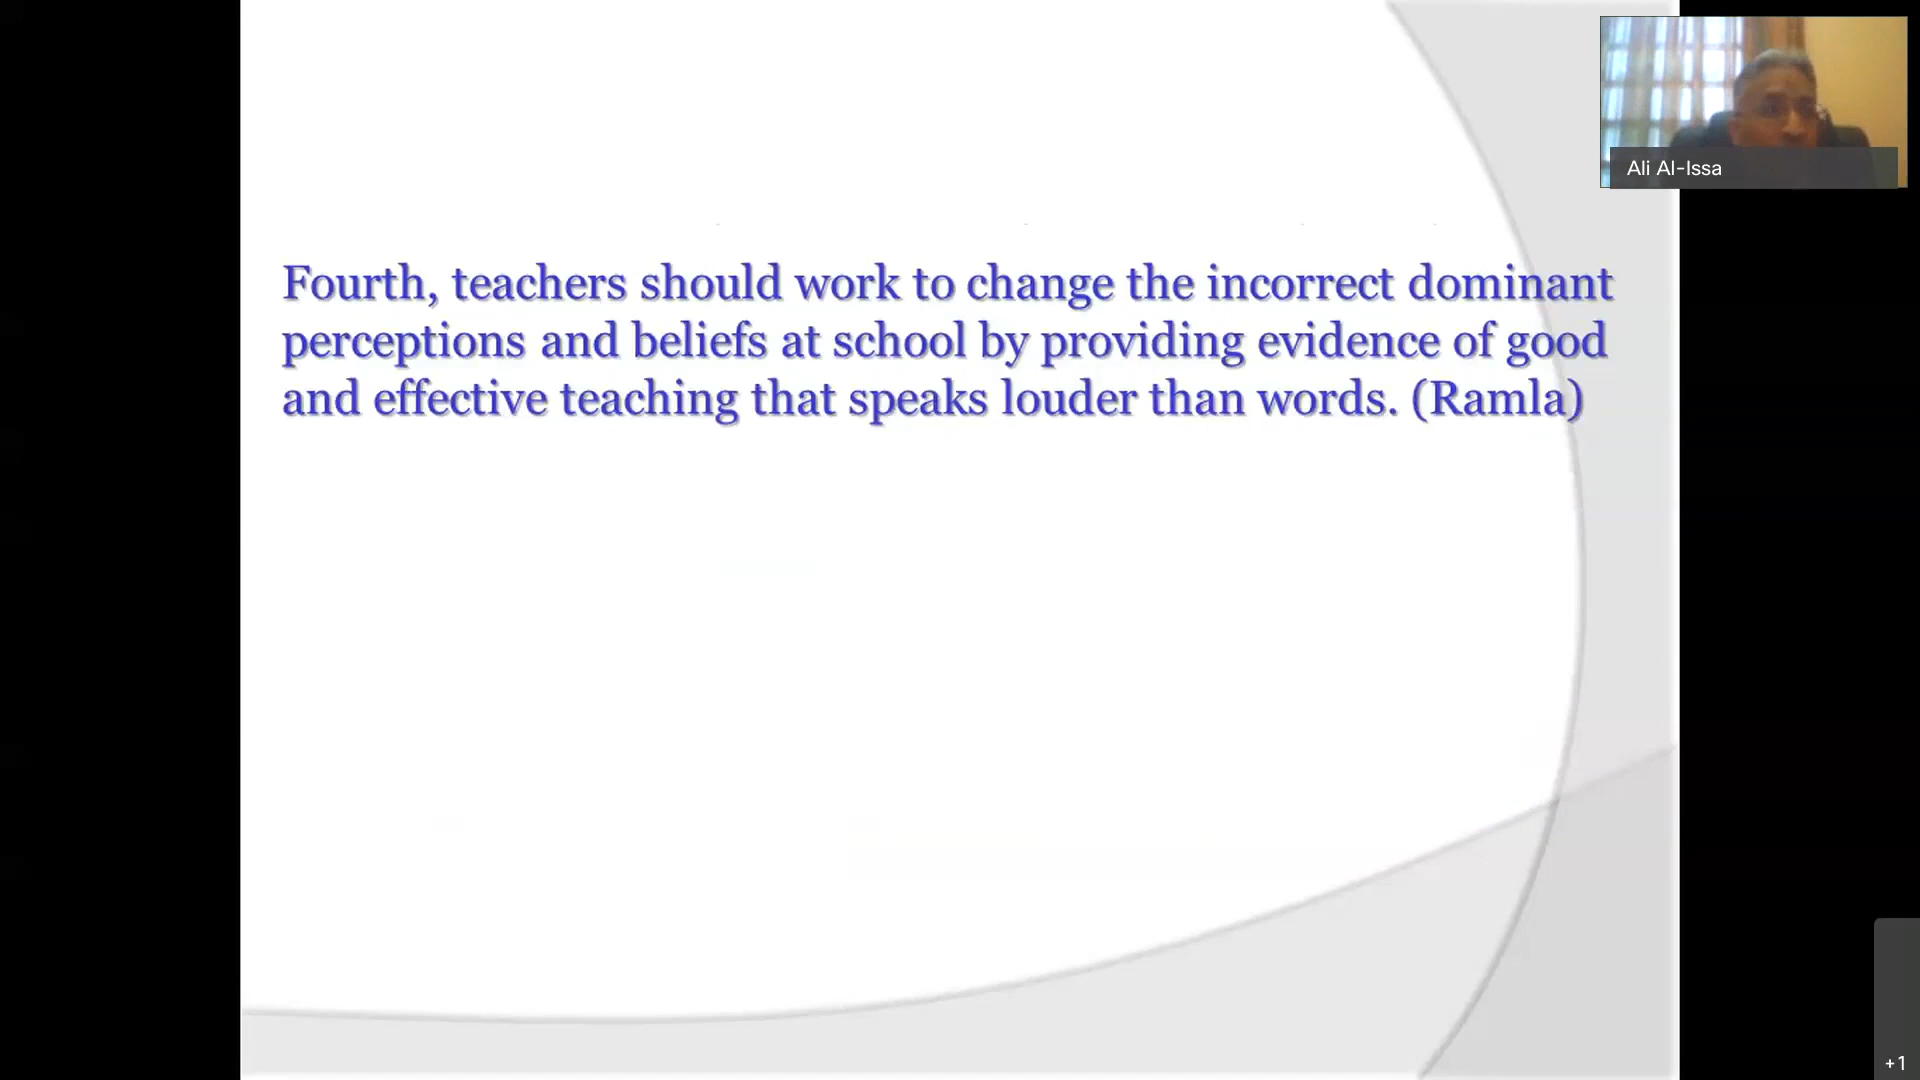 Ali Al-Issa
Fourth, teachers should work to change the incorrect dominant
perceptions and beliefs at school by providing evidence of good
and effective teaching that speaks louder than words. (Ramla)
+1